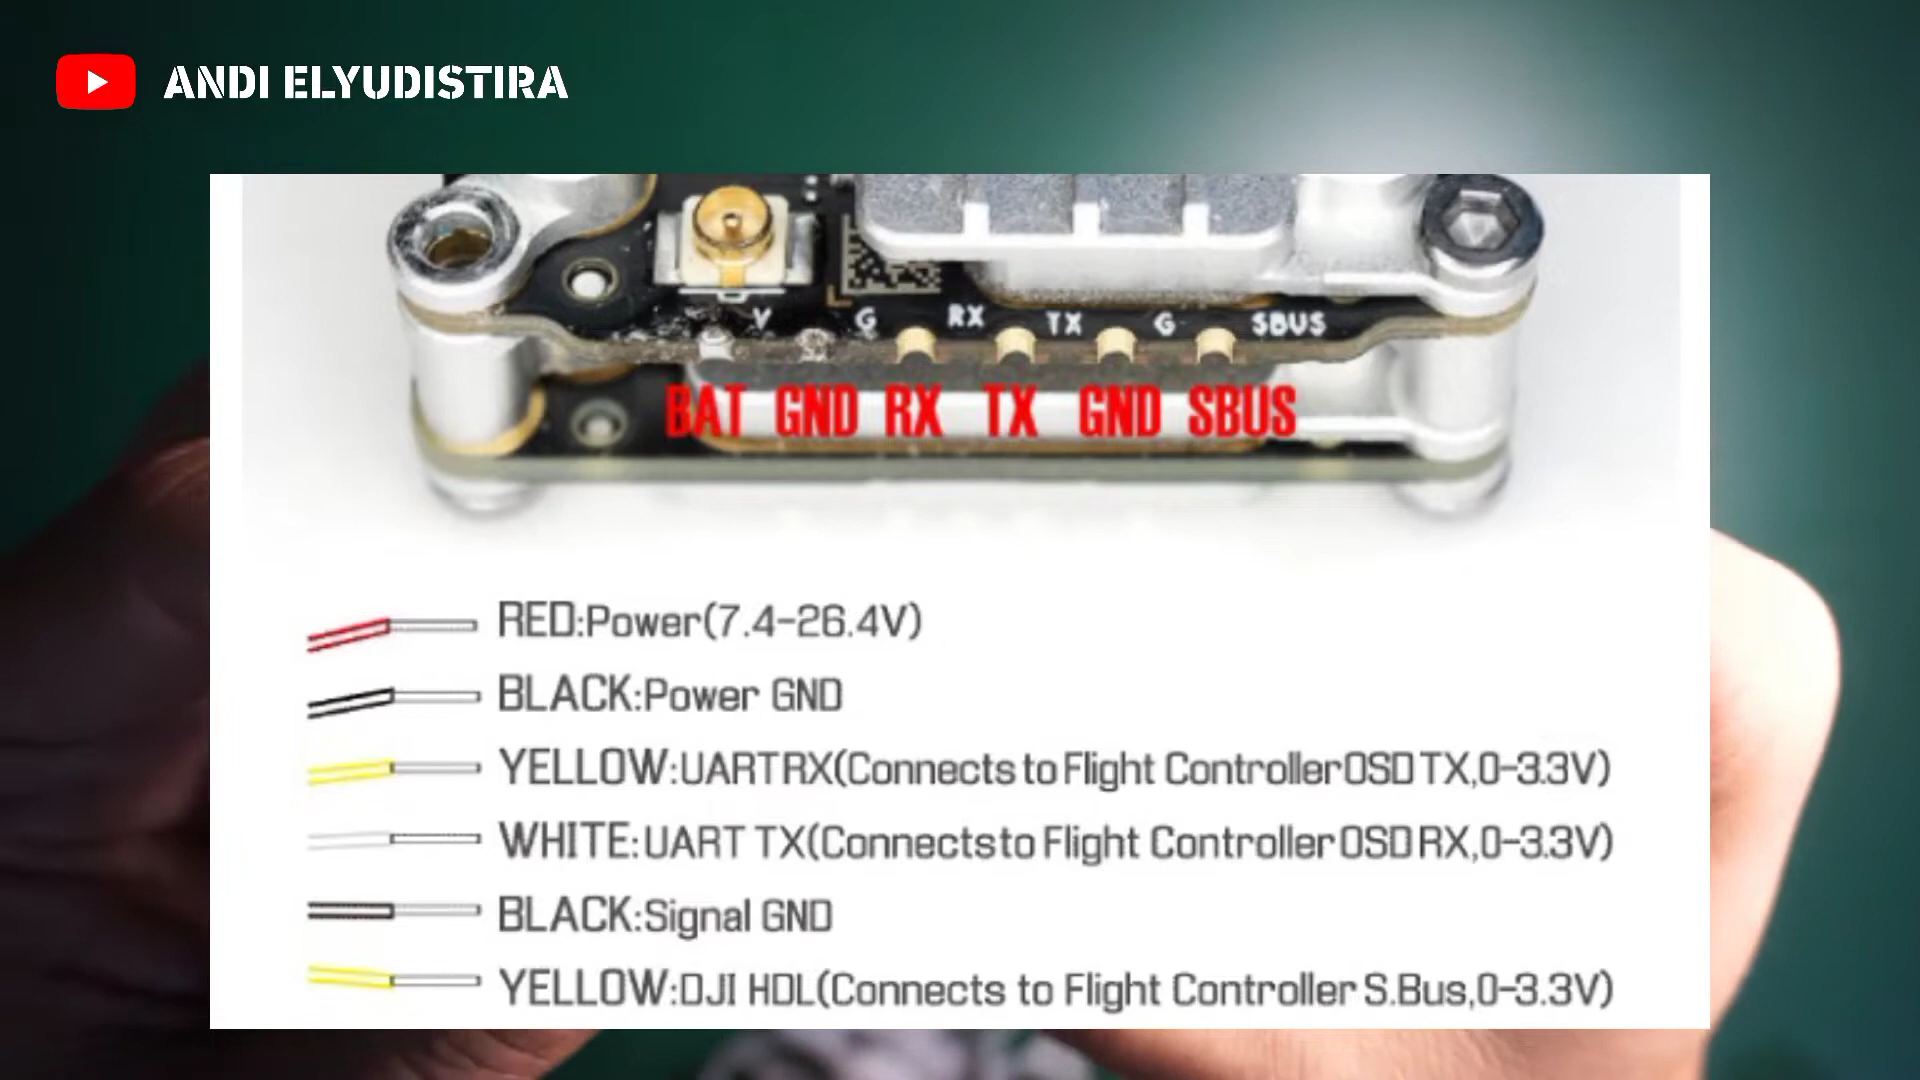 ANDI ELYUDISTIRA
V G RX TX G SBUS
BAT GND RX TX GND SBUS
RED:Power(7.4-26.4V)
BLACK:Power GND
YELLOW:UART RX(Connects to Flight Controller OSD TX,0-3.3V)
WHITE:UART TX(Connects to Flight Controller OSD RX,0-3.3V)
BLACK:Signal GND
YELLOW:DJI HDL(Connects to Flight Controller S.Bus,0-3.3V)